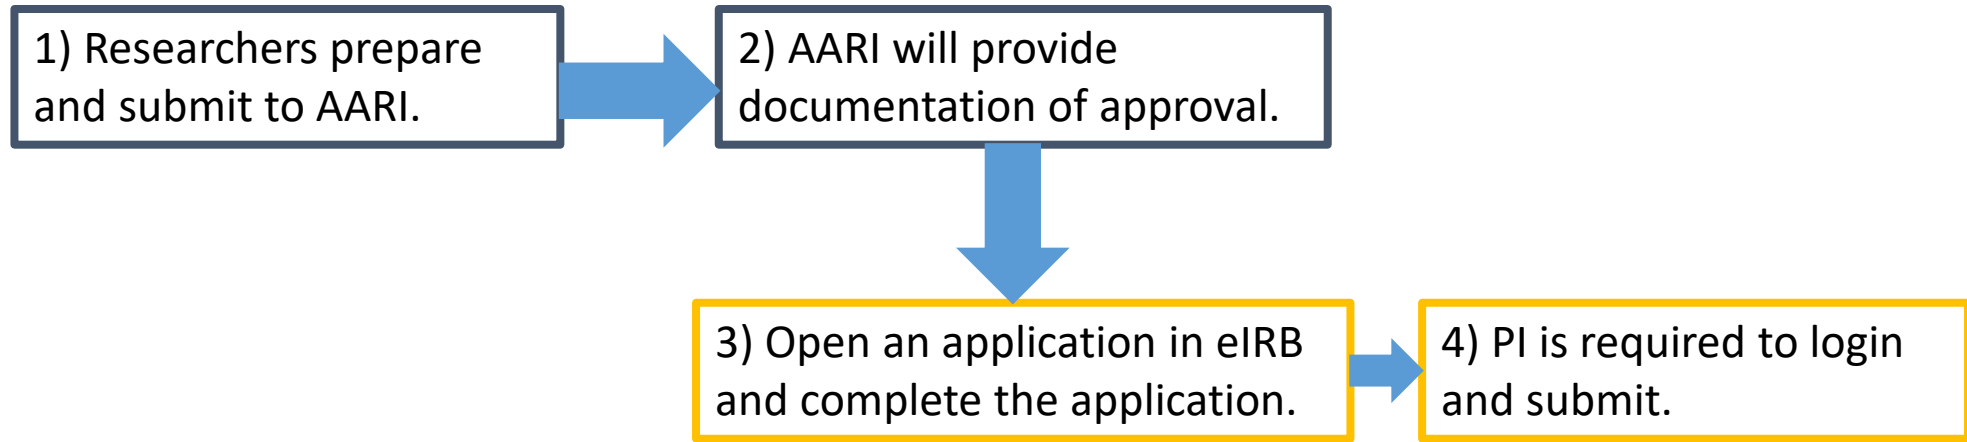 1) Researchers prepare
and submit to AARI.
2) AARI will provide
documentation of approval.
3) Open an application in eIRB
and complete the application.
4) PI is required to login
and submit.